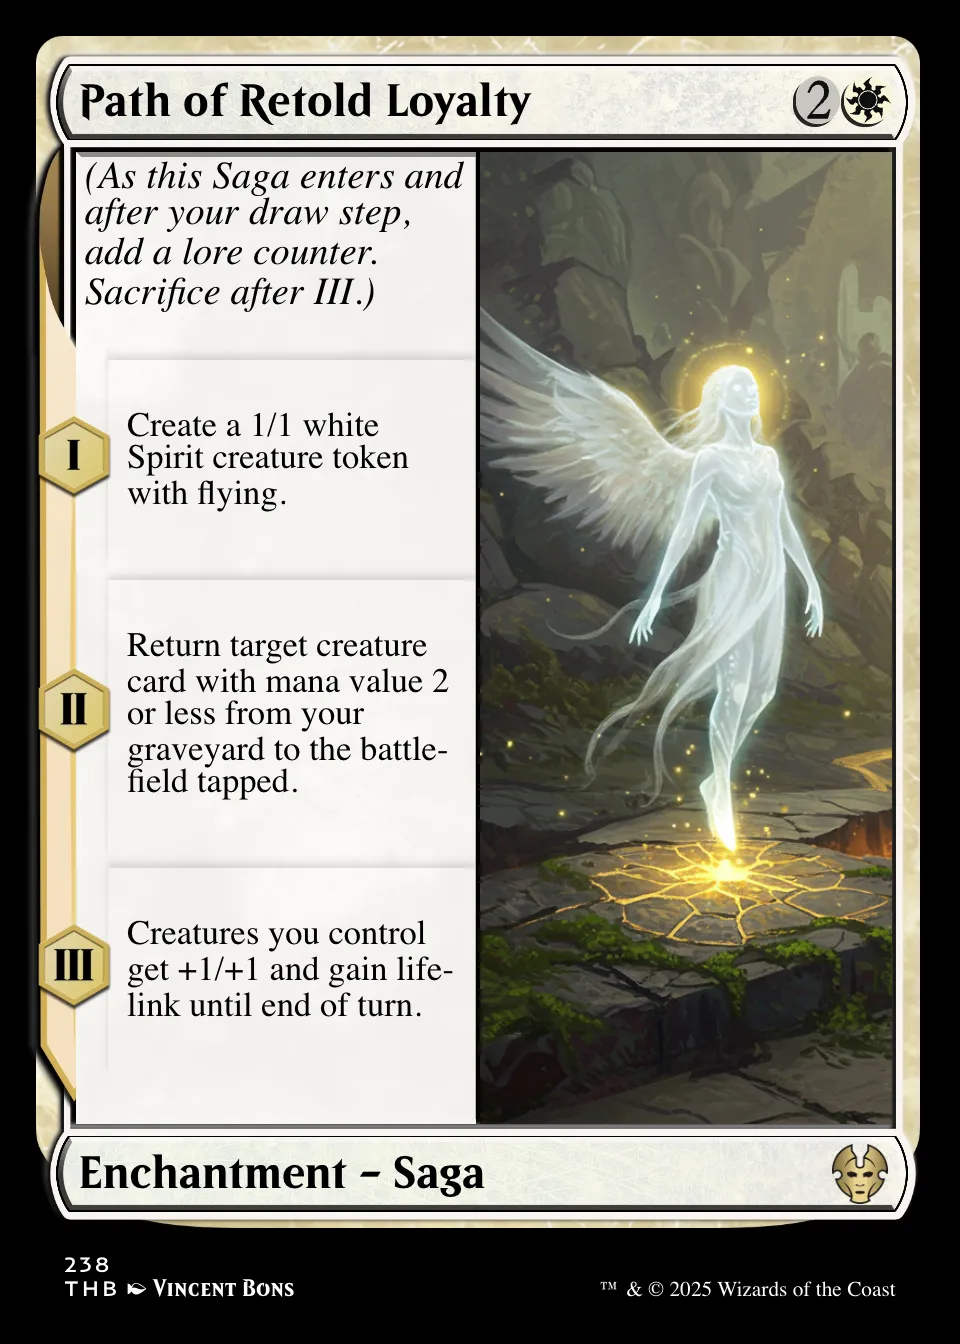 Path of Retold Loyalty 2
(As this Saga enters and
after your draw step,
add a lore counter.
Sacrifice after III.)
I
Create a 1/1 white
Spirit creature token
with flying.
II
Return target creature
card with mana value 2
or less from your
graveyard to the battle-
field tapped.
III
Creatures you control
get +1/+1 and gain life-
link until end of turn.
Enchantment – Saga
238
THB Vincent Bons
™ & © 2025 Wizards of the Coast